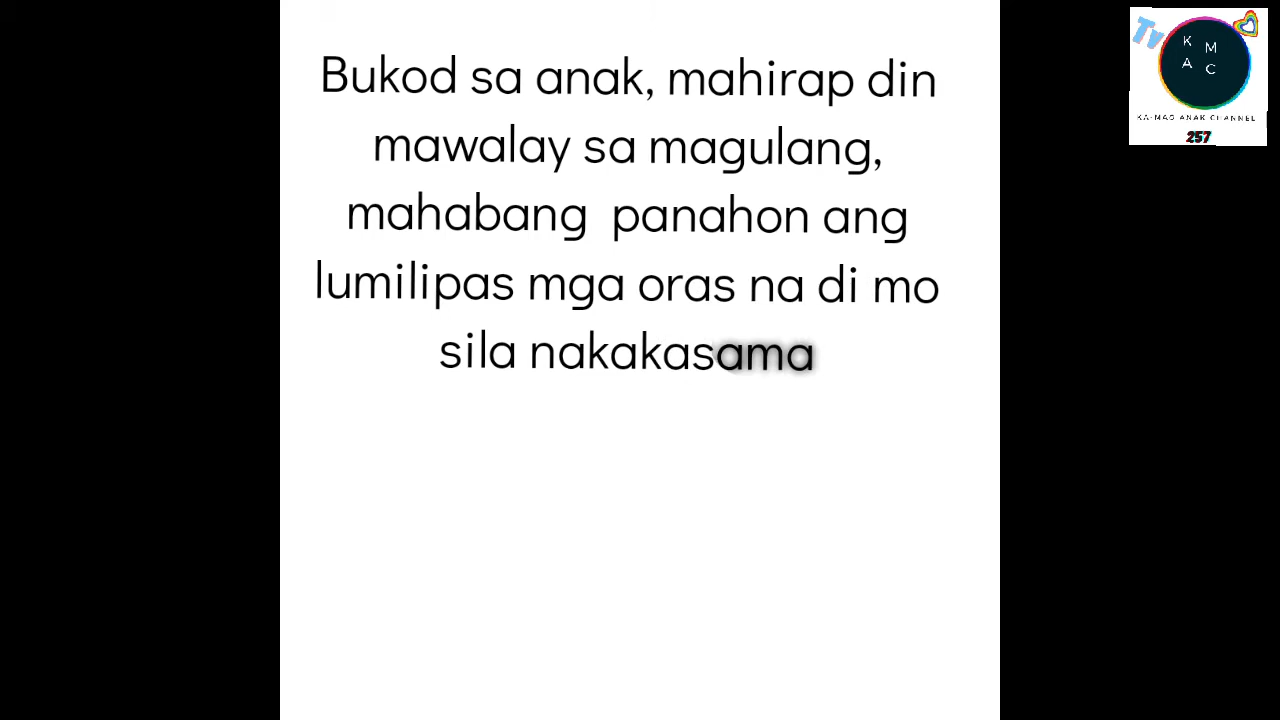 Bukod sa anak, mahirap din
mawalay sa magulang,
mahabang panahon ang
lumilipas mga oras na di mo
sila nakakasama
Tv
K M
A C
KA-MAG ANAK CHANNEL
257